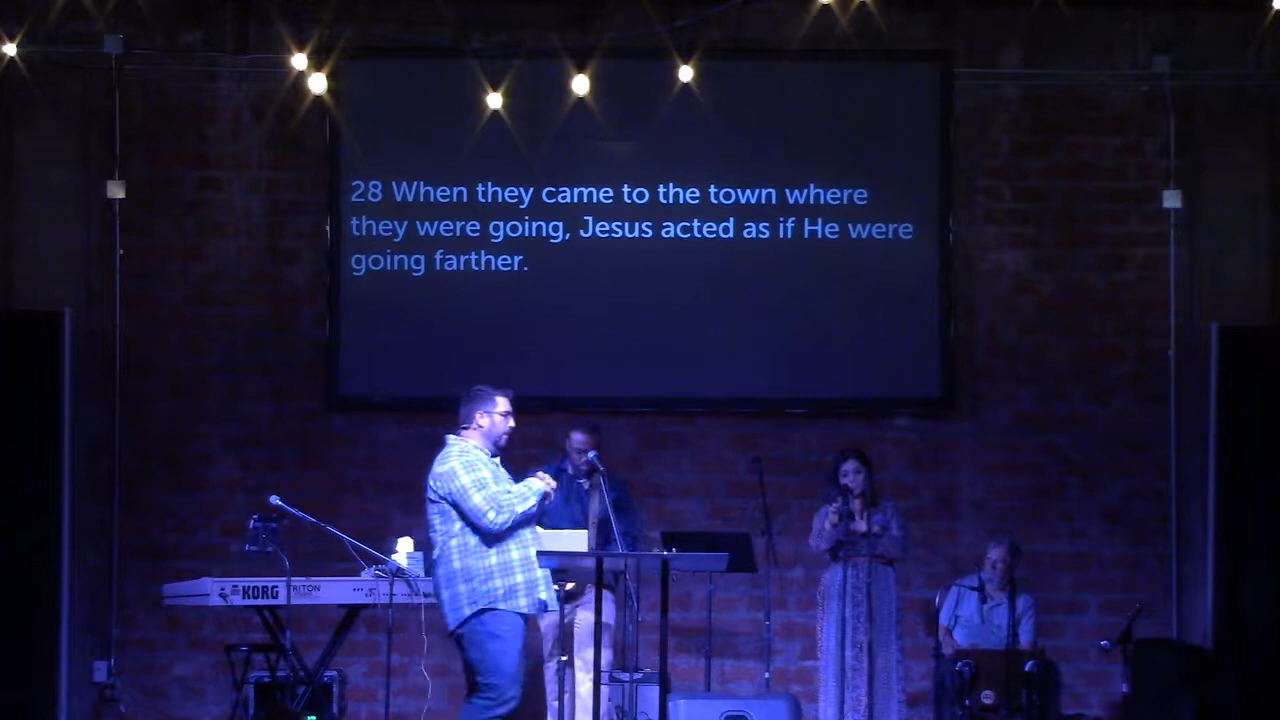 28 When they came to the town where
they were going, Jesus acted as if He were
going farther.
KORG TRITON